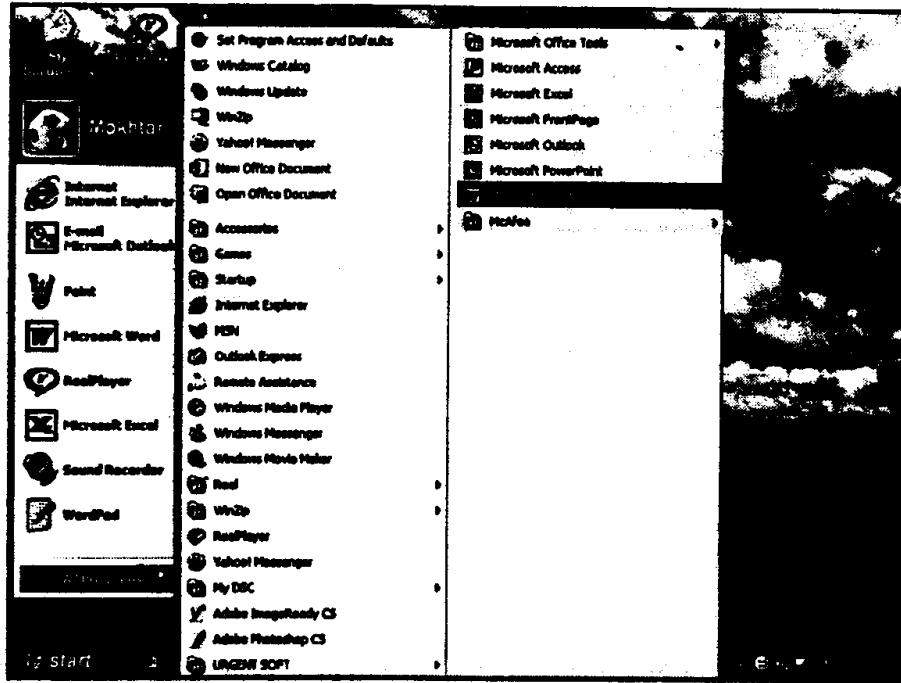 Mokhtar
Internet
Internet Explorer
E-mail
Microsoft Outlook
Paint
Microsoft Word
RealPlayer
Microsoft Excel
Sound Recorder
WordPad
start
Set Program Access and Defaults
Windows Catalog
Windows Update
WinZip
Yahoo! Messenger
New Office Document
Open Office Document
Accessories
Games
Startup
Internet Explorer
MSN
Outlook Express
Remote Assistance
Windows Media Player
Windows Messenger
Windows Movie Maker
Real
WinZip
RealPlayer
Yahoo! Messenger
My DSC
Adobe ImageReady CS
Adobe Photoshop CS
URGENT SOFT
Microsoft Office Tools
Microsoft Access
Microsoft Excel
Microsoft FrontPage
Microsoft Outlook
Microsoft PowerPoint
McAfee